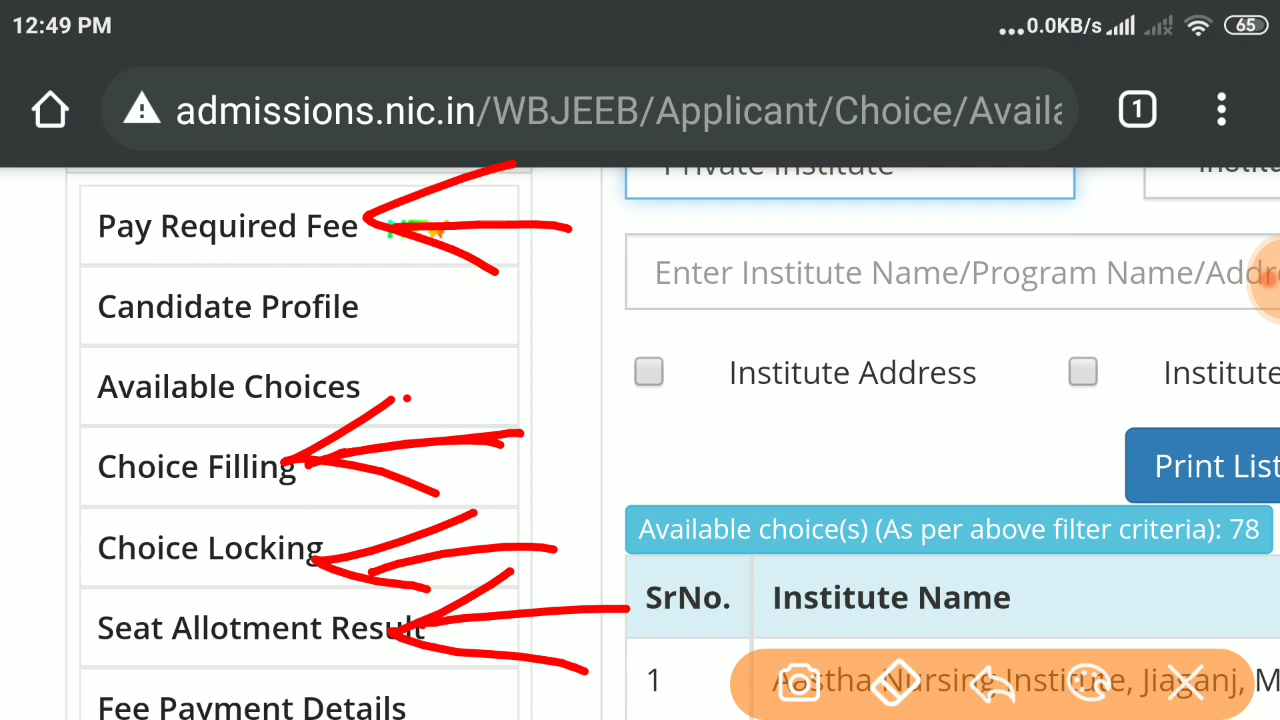 12:49 PM
...0.0KB/s 65
admissions.nic.in/WBJEEB/Applicant/Choice/Availa
1
Private Institute
Pay Required Fee
Enter Institute Name/Program Name/Addre
Candidate Profile
Institute Address Institute
Available Choices
Choice Filling
Print List
Available choice(s) (As per above filter criteria): 78
Choice Locking
SrNo. Institute Name
Seat Allotment Result
1 Aastha Nursing Institute, Jiaganj, M
Fee Payment Details